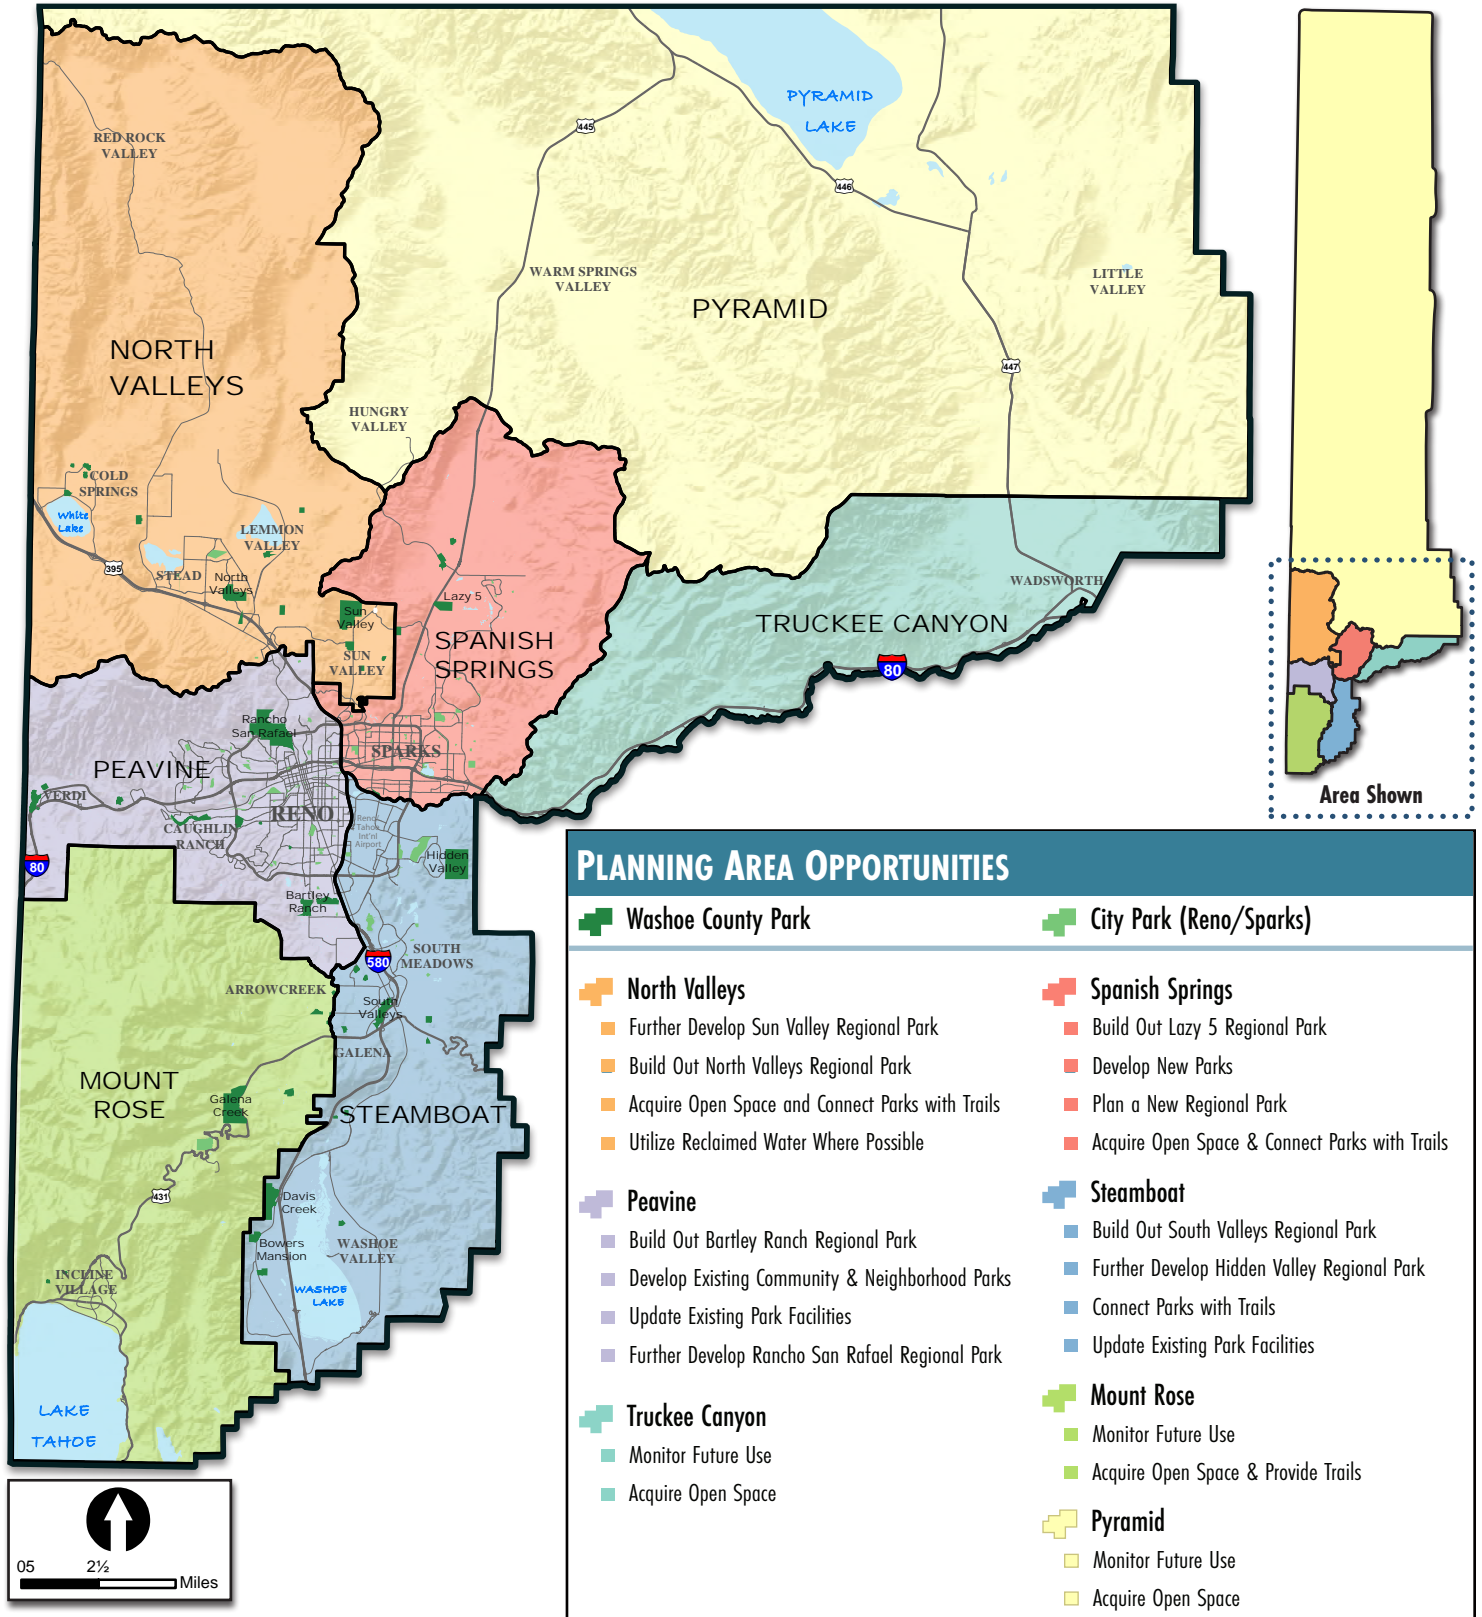 PYRAMID
LAKE
RED ROCK
VALLEY
445
446
WARM SPRINGS
VALLEY
LITTLE
VALLEY
PYRAMID
NORTH
VALLEYS
447
HUNGRY
VALLEY
COLD
SPRINGS
White
Lake
LEMMON
VALLEY
395
STEAD
North
Valleys
WADSWORTH
Lazy 5
Sun
Valley
TRUCKEE CANYON
SPANISH
SPRINGS
SUN
VALLEY
80
Rancho
San Rafael
SPARKS
PEAVINE
VERDI
RENO
CAUGHLIN
RANCH
Reno
Tahoe
Int'nl
Airport
Hidden
Valley
80
Bartley
Ranch
SOUTH
MEADOWS
580
ARROWCREEK
South
Valleys
GALENA
MOUNT
ROSE
Galena
Creek
STEAMBOAT
431
Davis
Creek
Bowers
Mansion
WASHOE
VALLEY
INCLINE
VILLAGE
WASHOE
LAKE
LAKE
TAHOE
05 2½
Miles
Area Shown
PLANNING AREA OPPORTUNITIES
Washoe County Park
City Park (Reno/Sparks)
North Valleys
Further Develop Sun Valley Regional Park
Build Out North Valleys Regional Park
Acquire Open Space and Connect Parks with Trails
Utilize Reclaimed Water Where Possible
Peavine
Build Out Bartley Ranch Regional Park
Develop Existing Community & Neighborhood Parks
Update Existing Park Facilities
Further Develop Rancho San Rafael Regional Park
Truckee Canyon
Monitor Future Use
Acquire Open Space
Spanish Springs
Build Out Lazy 5 Regional Park
Develop New Parks
Plan a New Regional Park
Acquire Open Space & Connect Parks with Trails
Steamboat
Build Out South Valleys Regional Park
Further Develop Hidden Valley Regional Park
Connect Parks with Trails
Update Existing Park Facilities
Mount Rose
Monitor Future Use
Acquire Open Space & Provide Trails
Pyramid
Monitor Future Use
Acquire Open Space